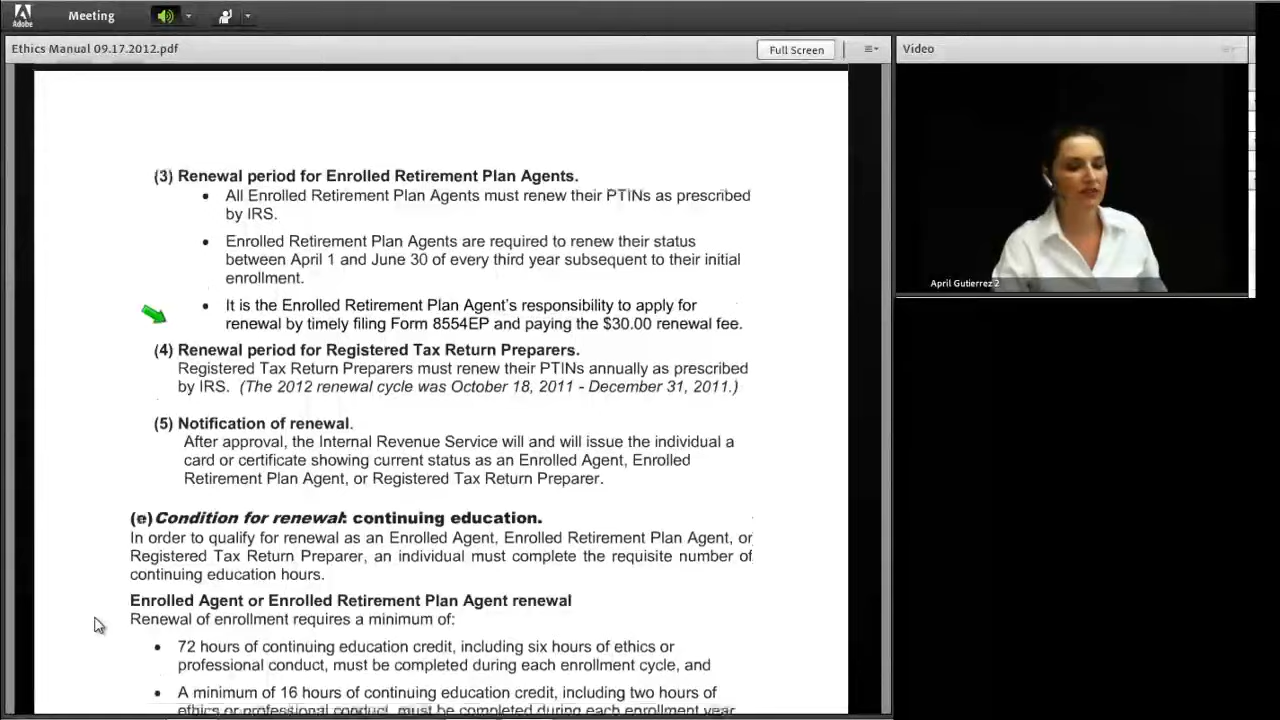 Adobe
Meeting
Ethics Manual 09.17.2012.pdf
Full Screen
Video
(3) Renewal period for Enrolled Retirement Plan Agents.
• All Enrolled Retirement Plan Agents must renew their PTINs as prescribed
by IRS.
• Enrolled Retirement Plan Agents are required to renew their status
between April 1 and June 30 of every third year subsequent to their initial
enrollment.
• It is the Enrolled Retirement Plan Agent's responsibility to apply for
renewal by timely filing Form 8554EP and paying the $30.00 renewal fee.
(4) Renewal period for Registered Tax Return Preparers.
Registered Tax Return Preparers must renew their PTINs annually as prescribed
by IRS. (The 2012 renewal cycle was October 18, 2011 - December 31, 2011.)
(5) Notification of renewal.
After approval, the Internal Revenue Service will and will issue the individual a
card or certificate showing current status as an Enrolled Agent, Enrolled
Retirement Plan Agent, or Registered Tax Return Preparer.
(e) Condition for renewal: continuing education.
In order to qualify for renewal as an Enrolled Agent, Enrolled Retirement Plan Agent, or
Registered Tax Return Preparer, an individual must complete the requisite number of
continuing education hours.
Enrolled Agent or Enrolled Retirement Plan Agent renewal
Renewal of enrollment requires a minimum of:
• 72 hours of continuing education credit, including six hours of ethics or
professional conduct, must be completed during each enrollment cycle, and
• A minimum of 16 hours of continuing education credit, including two hours of
ethics or professional conduct, must be completed during each enrollment year
April Gutierrez 2